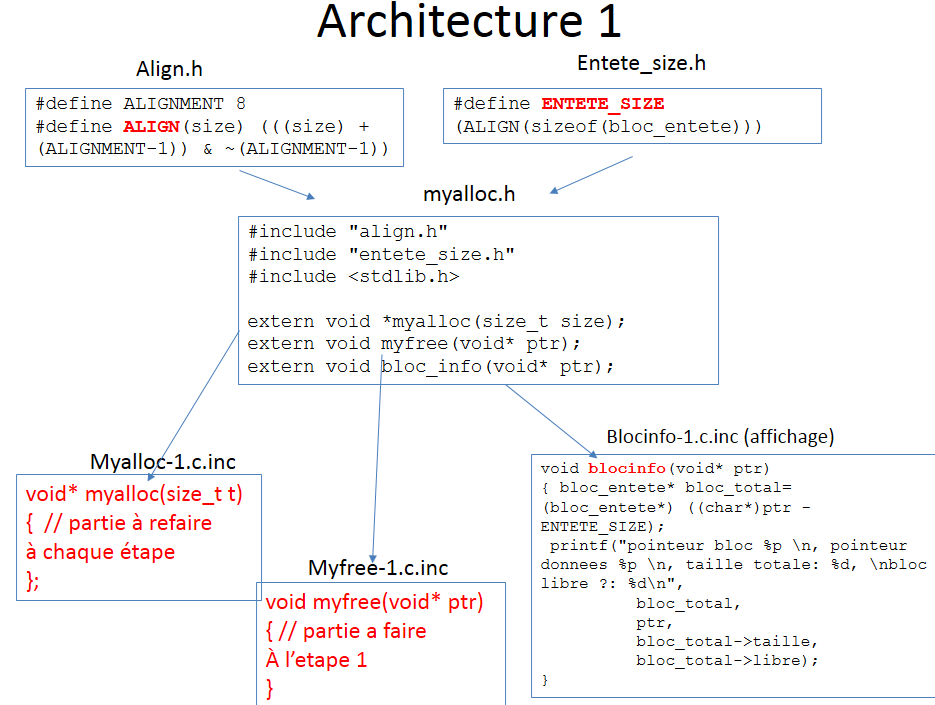 Architecture 1
Align.h
#define ALIGNMENT 8
#define ALIGN(size) (((size) +
(ALIGNMENT-1)) & ~(ALIGNMENT-1))
Entete_size.h
#define ENTETE_SIZE
(ALIGN(sizeof(bloc_entete)))
myalloc.h
#include "align.h"
#include "entete_size.h"
#include <stdlib.h>
extern void *myalloc(size_t size);
extern void myfree(void* ptr);
extern void bloc_info(void* ptr);
Myalloc-1.c.inc
void* myalloc(size_t t)
{  // partie à refaire
à chaque étape
};
Myfree-1.c.inc
void myfree(void* ptr)
{ // partie a faire
À l’etape 1
}
Blocinfo-1.c.inc (affichage)
void blocinfo(void* ptr)
{ bloc_entete* bloc_total=
(bloc_entete*) ((char*)ptr -
ENTETE_SIZE);
printf("pointeur bloc %p \n, pointeur
donnees %p \n, taille totale: %d, \nbloc
libre ?: %d\n",
bloc_total,
ptr,
bloc_total->taille,
bloc_total->libre);
}